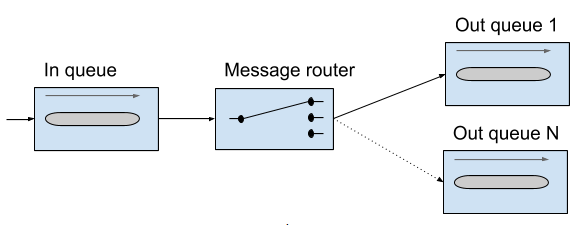 In queue
Message router
Out queue 1
Out queue N